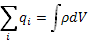 ∑_i q_i = ∫ρdV